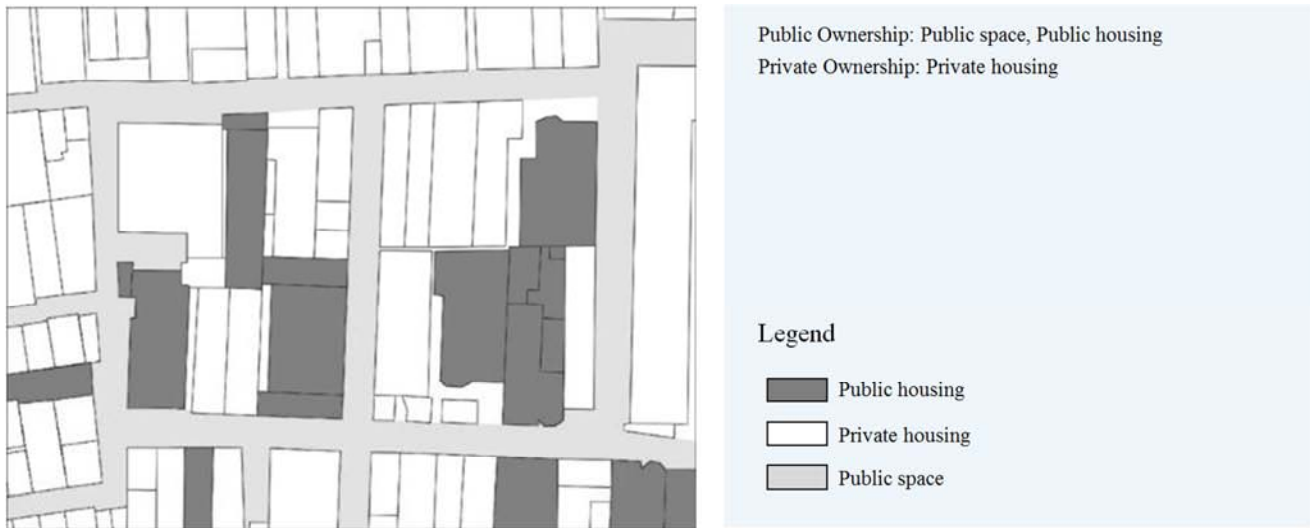 Public Ownership: Public space, Public housing
Private Ownership: Private housing
Legend
Public housing
Private housing
Public space